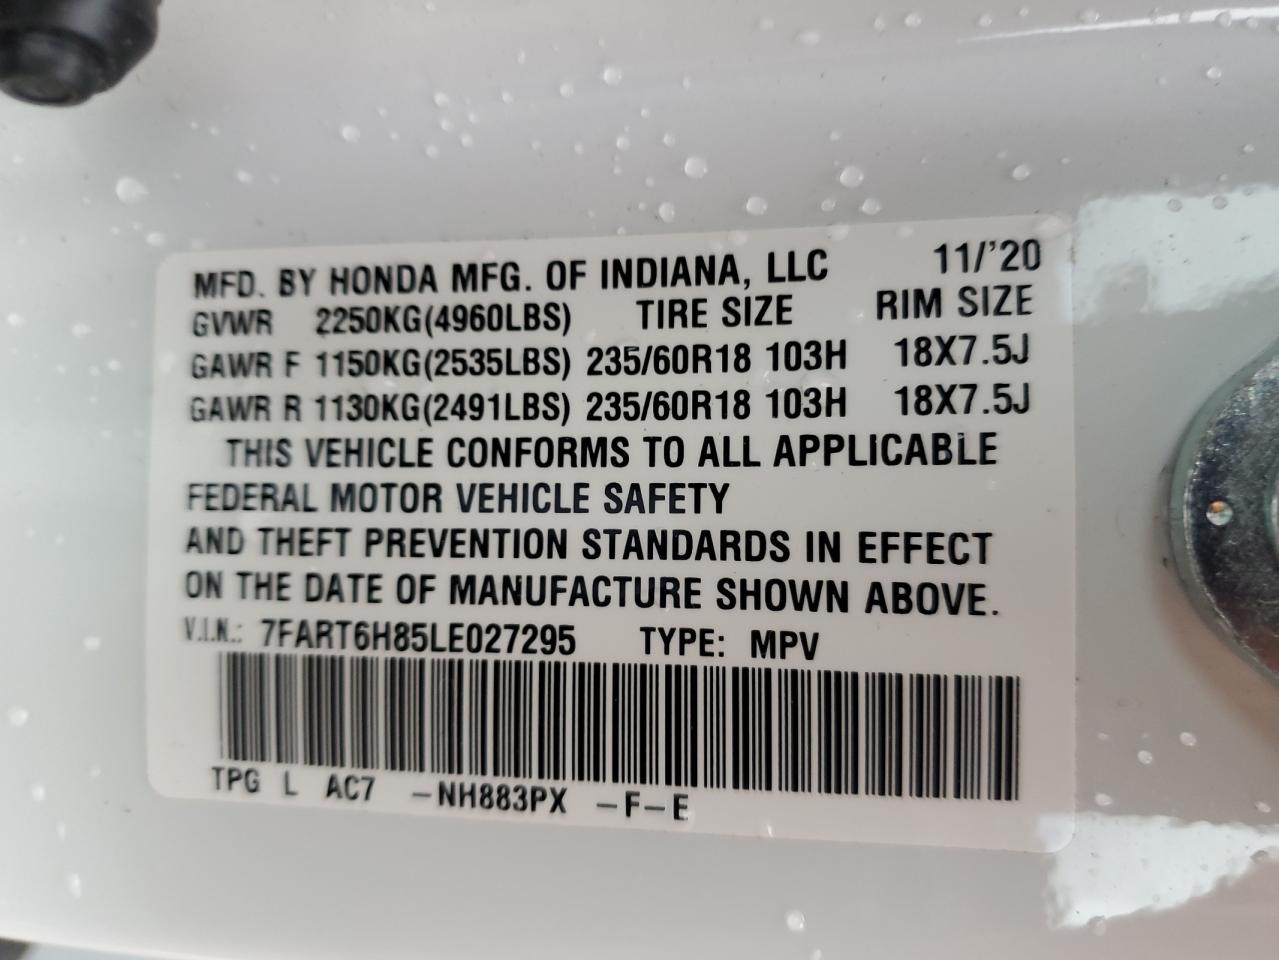 MFD. BY HONDA MFG. OF INDIANA, LLC 11/'20
GVWR 2250KG(4960LBS) TIRE SIZE RIM SIZE
GAWR F 1150KG(2535LBS) 235/60R18 103H 18X7.5J
GAWR R 1130KG(2491LBS) 235/60R18 103H 18X7.5J
THIS VEHICLE CONFORMS TO ALL APPLICABLE
FEDERAL MOTOR VEHICLE SAFETY
AND THEFT PREVENTION STANDARDS IN EFFECT
ON THE DATE OF MANUFACTURE SHOWN ABOVE.
V.I.N.: 7FART6H85LE027295 TYPE: MPV
TPG L AC7 -NH883PX -F-E